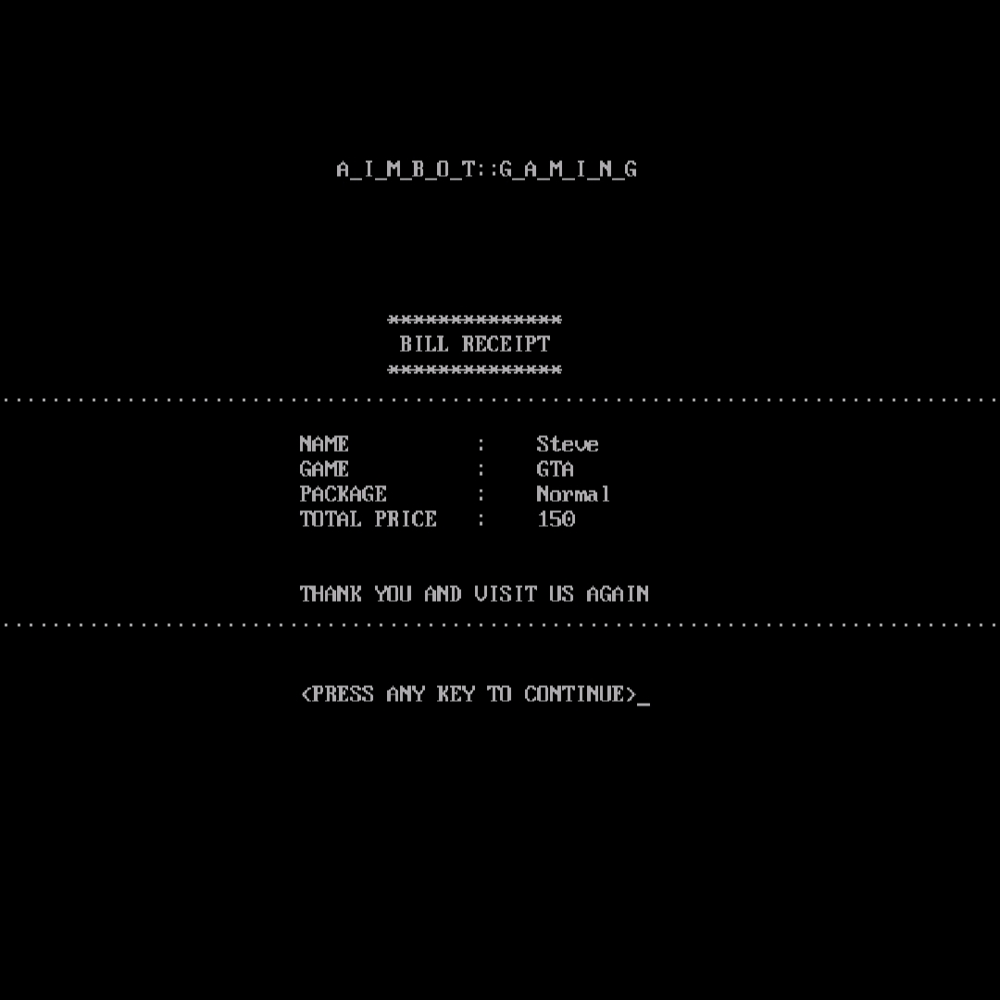 A_I_M_B_O_T::G_A_M_I_N_G
**************
BILL RECEIPT
**************
................................................................................
NAME : Steve
GAME : GTA
PACKAGE : Normal
TOTAL PRICE : 150
THANK YOU AND VISIT US AGAIN
................................................................................
<PRESS ANY KEY TO CONTINUE>_